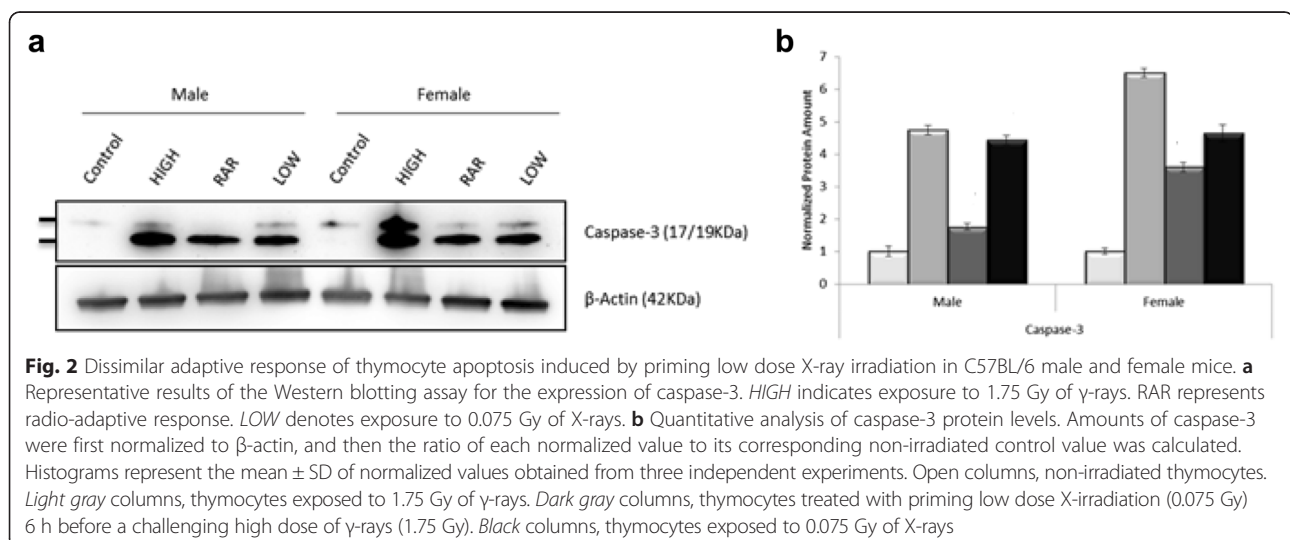 a
Male
Female
Control
HIGH
RAR
LOW
Control
HIGH
RAR
LOW
Caspase-3 (17/19KDa)
β-Actin (42KDa)
b
Normalized Protein Amount
7
6
5
4
3
2
1
0
Male
Female
Caspase-3
Fig. 2 Dissimilar adaptive response of thymocyte apoptosis induced by priming low dose X-ray irradiation in C57BL/6 male and female mice. a
Representative results of the Western blotting assay for the expression of caspase-3. HIGH indicates exposure to 1.75 Gy of γ-rays. RAR represents
radio-adaptive response. LOW denotes exposure to 0.075 Gy of X-rays. b Quantitative analysis of caspase-3 protein levels. Amounts of caspase-3
were first normalized to β-actin, and then the ratio of each normalized value to its corresponding non-irradiated control value was calculated.
Histograms represent the mean ± SD of normalized values obtained from three independent experiments. Open columns, non-irradiated thymocytes.
Light gray columns, thymocytes exposed to 1.75 Gy of γ-rays. Dark gray columns, thymocytes treated with priming low dose X-irradiation (0.075 Gy)
6 h before a challenging high dose of γ-rays (1.75 Gy). Black columns, thymocytes exposed to 0.075 Gy of X-rays